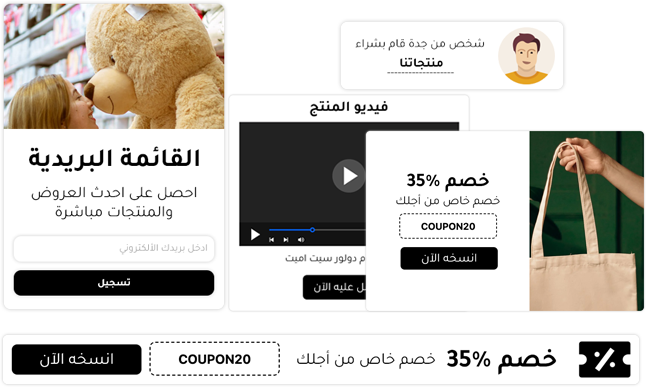 شخص من جدة قام بشراء
منتجاتنا
القائمة البريدية
احصل على احدث العروض
والمنتجات مباشرة
ادخل بريدك الألكتروني
تسجيل
فيديو المنتج
دولور سيت اميت
عليه الآن
خصم 35%
خصم خاص من أجلك
COUPON20
انسخه الآن
خصم 35%
خصم خاص من أجلك
COUPON20
انسخه الآن